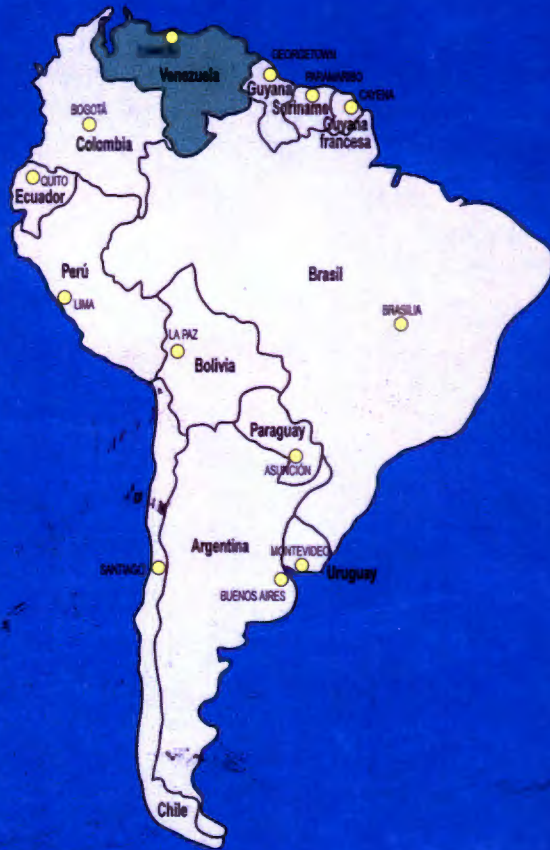 GEORGETOWN
Venezuela
PARAMARIBO
Guyana
CAYENA
Suriname
BOGOTÁ
Guyana
francesa
Colombia
QUITO
Ecuador
Perú
Brasil
LIMA
BRASILIA
LA PAZ
Bolivia
Paraguay
ASUNCIÓN
Argentina
MONTEVIDEO
SANTIAGO
Uruguay
BUENOS AIRES
Chile